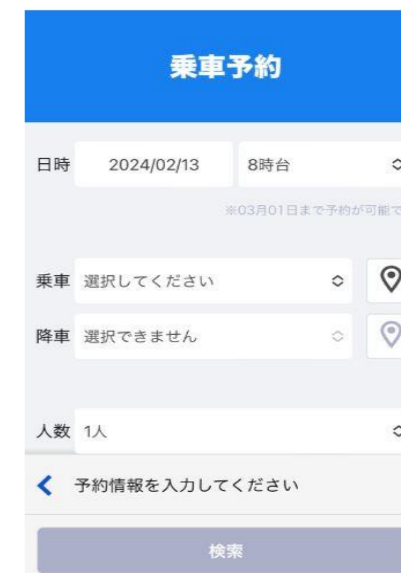 乗車予約
日時 2024/02/13 8時台
※03月01日まで予約が可能で
乗車 選択してください
降車 選択できません
人数 1人
予約情報を入力してください
検索